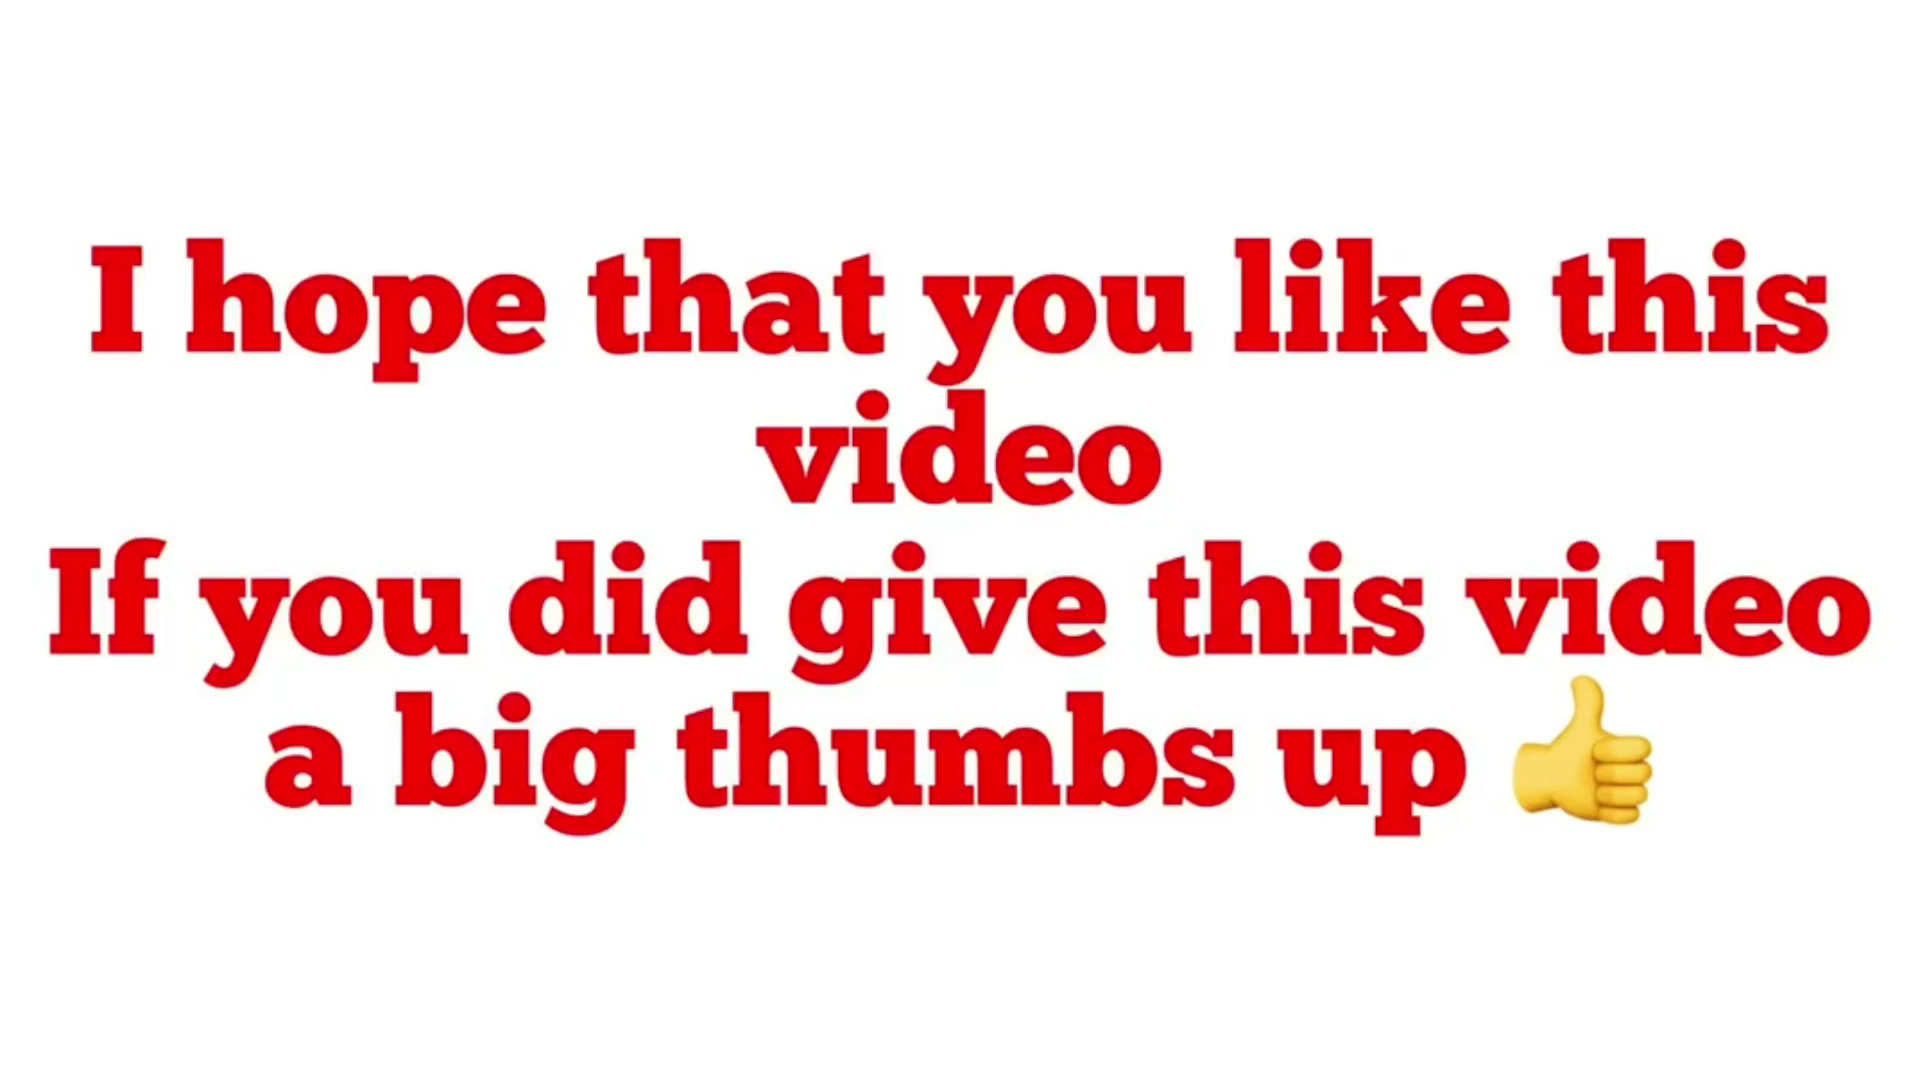 I hope that you like this
video
If you did give this video
a big thumbs up 👍